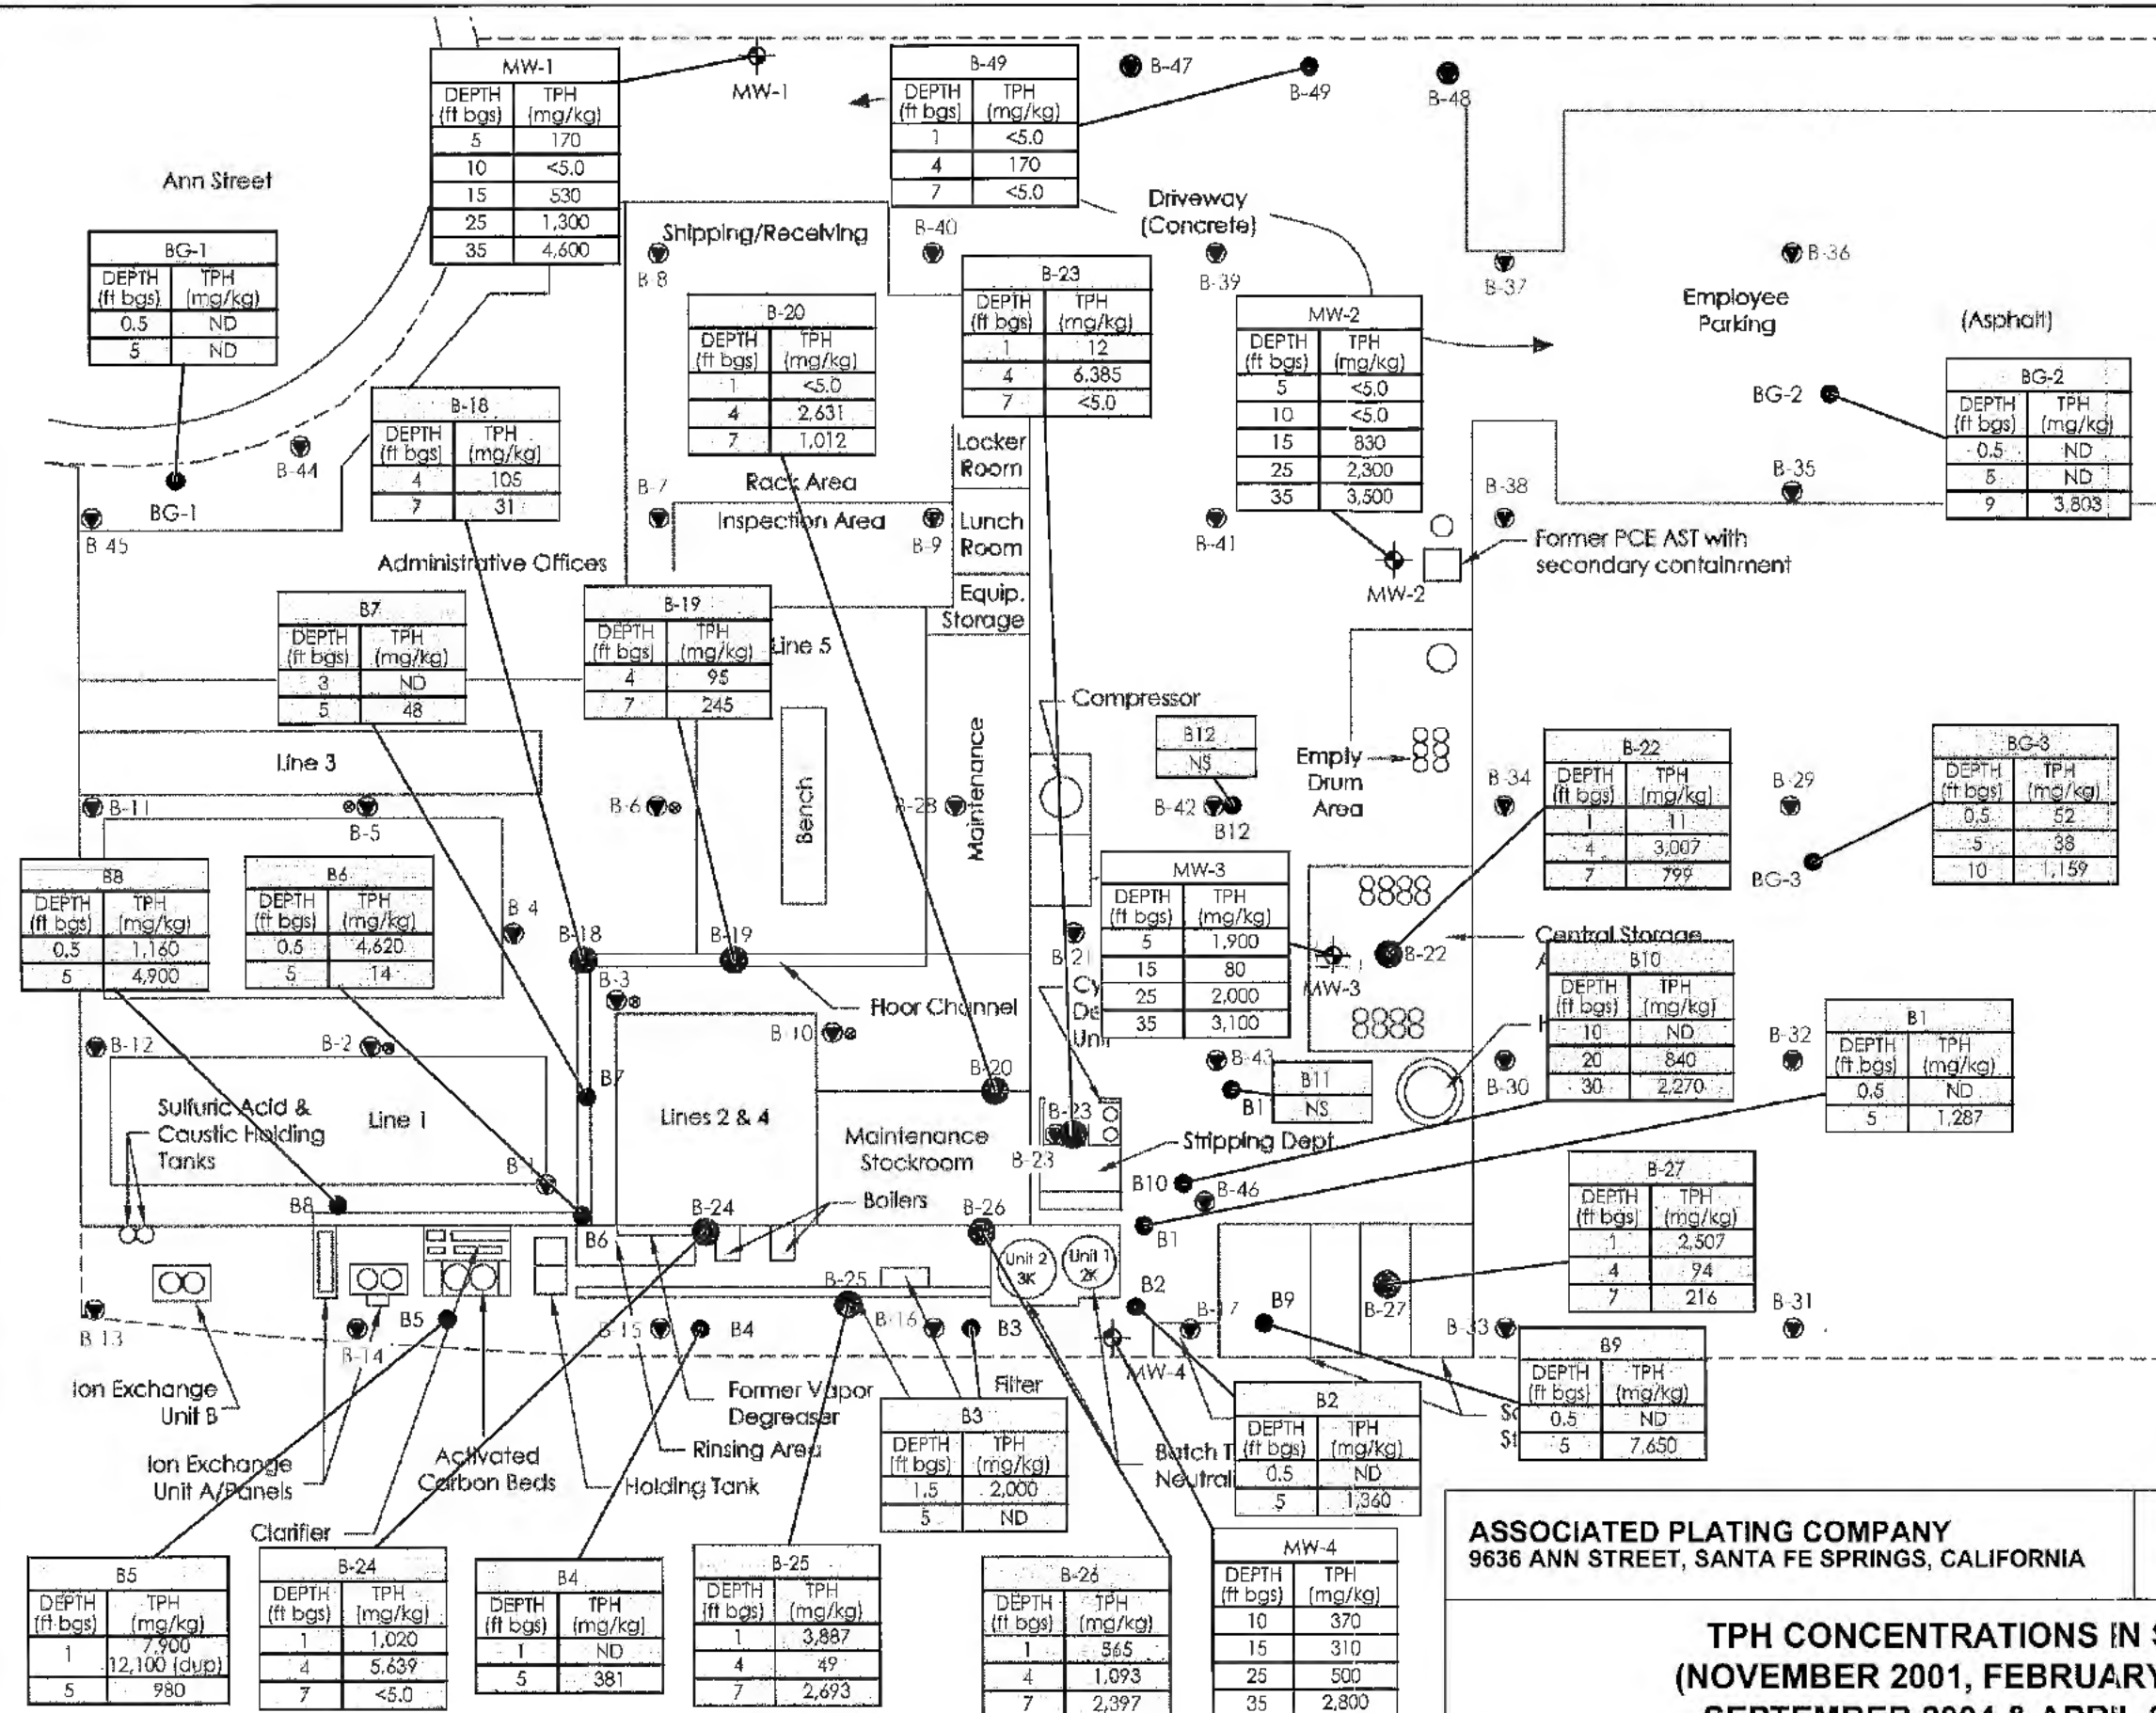 MW-1
DEPTH (ft bgs) TPH (mg/kg)
5 170
10 <5.0
15 530
25 1,300
35 4,600
MW-1
B-49
DEPTH (ft bgs) TPH (mg/kg)
1 <5.0
4 170
7 <5.0
B-47
B-49
B-48
Ann Street
BG-1
DEPTH (ft bgs) TPH (mg/kg)
0.5 ND
5 ND
BG-1
B-44
B-45
Shipping/Receiving
B-8
B-40
Driveway
(Concrete)
B-39
B-37
B-36
Employee
Parking
(Asphalt)
B-20
DEPTH (ft bgs) TPH (mg/kg)
1 <5.0
4 2,631
7 1,012
B-23
DEPTH (ft bgs) TPH (mg/kg)
1 12
4 6,385
7 <5.0
MW-2
DEPTH (ft bgs) TPH (mg/kg)
5 <5.0
10 <5.0
15 830
25 2,300
35 3,500
BG-2
BG-2
DEPTH (ft bgs) TPH (mg/kg)
0.5 ND
5 ND
9 3,803
B-18
DEPTH (ft bgs) TPH (mg/kg)
4 105
7 31
Locker
Room
Rack Area
B-7
Inspection Area
B-9
Lunch
Room
B-41
B-38
B-35
Former PCE AST with
secondary containment
MW-2
Administrative Offices
Equip.
Storage
B7
DEPTH (ft bgs) TPH (mg/kg)
3 ND
5 48
B-19
DEPTH (ft bgs) TPH (mg/kg)
4 95
7 245
Line 5
Compressor
B12
NS
B-42
B12
Empty
Drum
Area
B-34
B-22
DEPTH (ft bgs) TPH (mg/kg)
1 11
4 3,007
7 799
B-29
BG-3
DEPTH (ft bgs) TPH (mg/kg)
0.5 52
5 38
10 1,159
BG-3
Line 3
B-11
B-5
B-6
Bench
B-28
Maintenance
B8
DEPTH (ft bgs) TPH (mg/kg)
0.5 1,160
5 4,900
B6
DEPTH (ft bgs) TPH (mg/kg)
0.5 4,620
5 14
B-4
B-18
B-19
B-3
Floor Channel
B-10
B-21
MW-3
DEPTH (ft bgs) TPH (mg/kg)
5 1,900
15 80
25 2,000
35 3,100
MW-3
B-22
Central Storage
B10
DEPTH (ft bgs) TPH (mg/kg)
10 ND
20 840
30 2,270
B-12
B-2
B7
B-20
B-43
B11
NS
B1
B-30
B-32
B1
DEPTH (ft bgs) TPH (mg/kg)
0.5 ND
5 1,287
Sulfuric Acid &
Caustic Holding
Tanks
Line 1
B-1
Lines 2 & 4
Maintenance
Stockroom
Boilers
B-23
B-23
Stripping Dept.
B10
B-46
B1
B-27
DEPTH (ft bgs) TPH (mg/kg)
1 2,507
4 94
7 216
B8
B6
B-24
B-26
Unit 2
3K
Unit 1
2K
B2
B-17
B9
B-27
B-33
B-31
B-13
B-14
B5
B-15
B4
B-25
B-16
B3
MW-4
Ion Exchange
Unit B
Ion Exchange
Unit A/Panels
Clarifier
Activated
Carbon Beds
Holding Tank
Rinsing Area
Former Vapor
Degreaser
Filter
B3
DEPTH (ft bgs) TPH (mg/kg)
1.5 2,000
5 ND
B2
DEPTH (ft bgs) TPH (mg/kg)
0.5 ND
5 1,360
B9
DEPTH (ft bgs) TPH (mg/kg)
0.5 ND
5 7,650
B5
DEPTH (ft bgs) TPH (mg/kg)
1 7,900
12,100 (dup)
5 980
B-24
DEPTH (ft bgs) TPH (mg/kg)
1 1,020
4 5,639
7 <5.0
B4
DEPTH (ft bgs) TPH (mg/kg)
1 ND
5 381
B-25
DEPTH (ft bgs) TPH (mg/kg)
1 3,887
4 49
7 2,693
B-26
DEPTH (ft bgs) TPH (mg/kg)
1 565
4 1,093
7 2,397
MW-4
DEPTH (ft bgs) TPH (mg/kg)
10 370
15 310
25 500
35 2,800
Batch
ASSOCIATED PLATING COMPANY
9636 ANN STREET, SANTA FE SPRINGS, CALIFORNIA
TPH CONCENTRATIONS IN
(NOVEMBER 2001, FEBRUARY
SEPTEMBER 2004 &